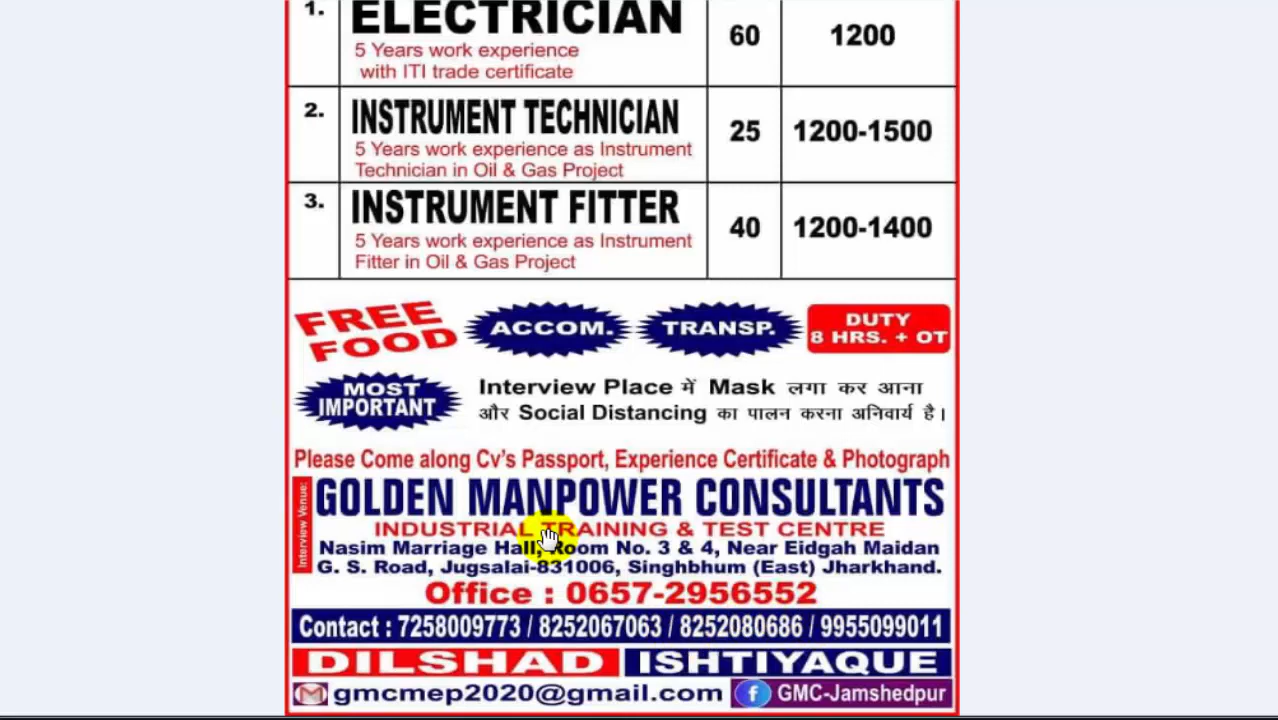 1. ELECTRICIAN 60 1200
5 Years work experience
with ITI trade certificate
2. INSTRUMENT TECHNICIAN 25 1200-1500
5 Years work experience as Instrument
Technician in Oil & Gas Project
3. INSTRUMENT FITTER 40 1200-1400
5 Years work experience as Instrument
Fitter in Oil & Gas Project
FREE
FOOD
ACCOM.
TRANSP.
DUTY
8 HRS. + OT
MOST
IMPORTANT
Interview Place में Mask लगा कर आना
और Social Distancing का पालन करना अनिवार्य है।
Please Come along Cv's Passport, Experience Certificate & Photograph
Interview Venue:
GOLDEN MANPOWER CONSULTANTS
INDUSTRIAL TRAINING & TEST CENTRE
Nasim Marriage Hall, Room No. 3 & 4, Near Eidgah Maidan
G. S. Road, Jugsalai-831006, Singhbhum (East) Jharkhand.
Office : 0657-2956552
Contact : 7258009773 / 8252067063 / 8252080686 / 9955099011
DILSHAD ISHTIYAQUE
gmcmep2020@gmail.com f GMC-Jamshedpur